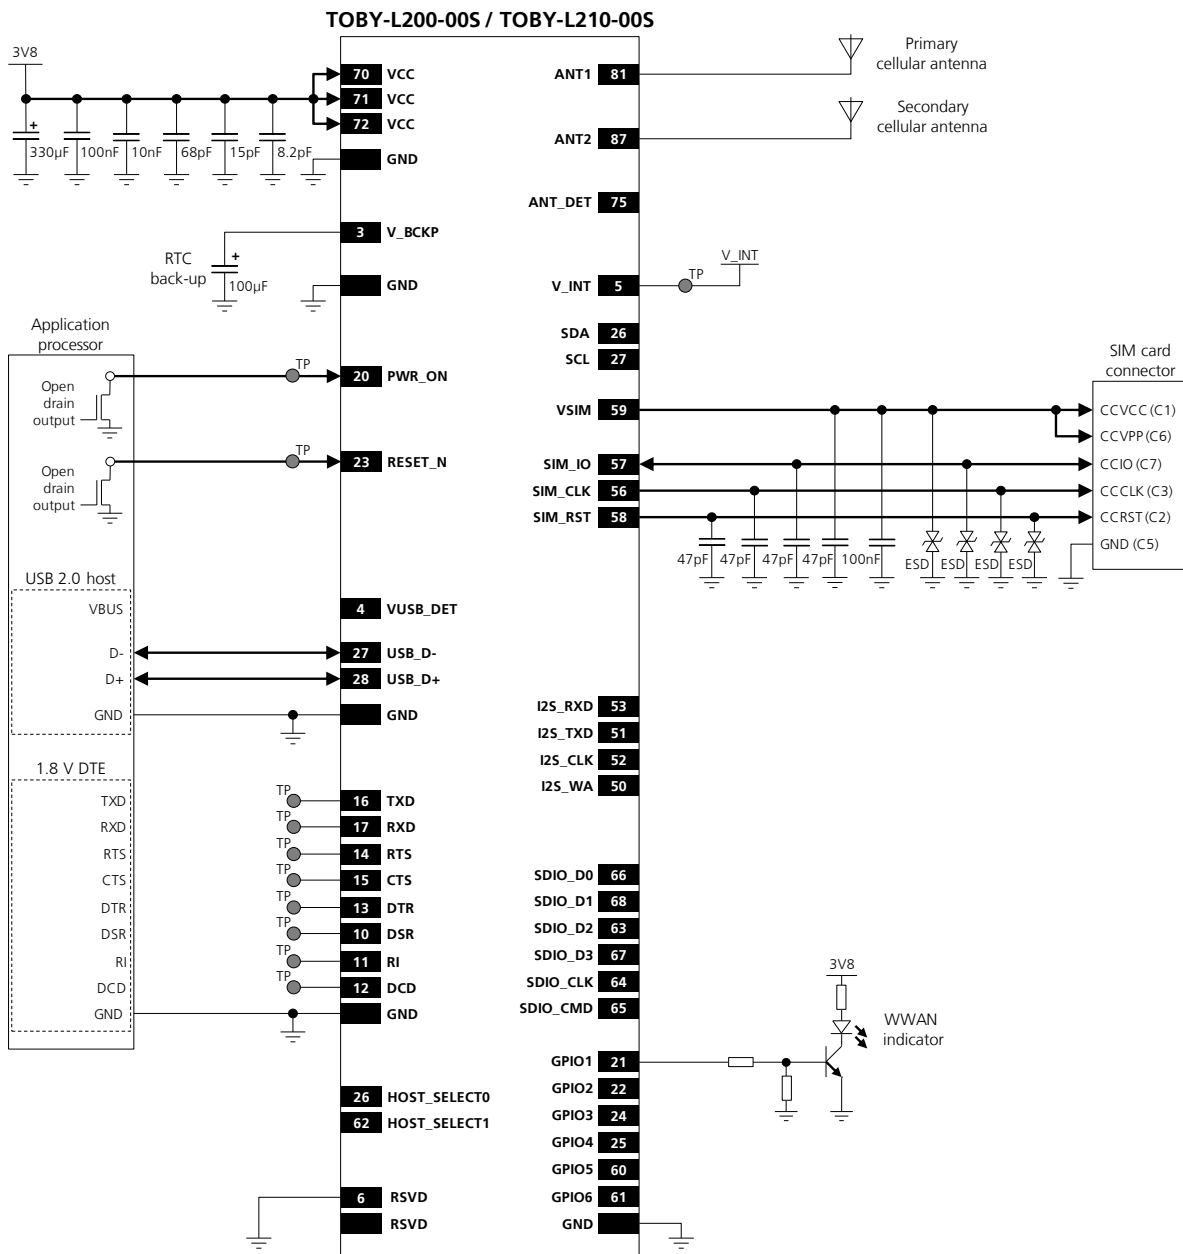 TOBY-L200-00S / TOBY-L210-00S
3V8
70 VCC
71 VCC
72 VCC
+
330µF 100nF 10nF 68pF 15pF 8.2pF
GND
3 V_BCKP
RTC
back-up
+
100µF
GND
Application
processor
Open
drain
output
TP
20 PWR_ON
Open
drain
output
TP
23 RESET_N
USB 2.0 host
VBUS
4 VUSB_DET
D-
27 USB_D-
D+
28 USB_D+
GND
GND
1.8 V DTE
TXD TP 16 TXD
RXD TP 17 RXD
RTS TP 14 RTS
CTS TP 15 CTS
DTR TP 13 DTR
DSR TP 10 DSR
RI TP 11 RI
DCD TP 12 DCD
GND GND
26 HOST_SELECT0
62 HOST_SELECT1
6 RSVD
RSVD
ANT1 81
Primary
cellular antenna
ANT2 87
Secondary
cellular antenna
ANT_DET 75
V_INT 5
TP
V_INT
SDA 26
SCL 27
SIM card
connector
VSIM 59
CCVCC (C1)
CCVPP (C6)
SIM_IO 57
CCIO (C7)
SIM_CLK 56
CCCLK (C3)
SIM_RST 58
CCRST (C2)
GND (C5)
47pF 47pF 47pF 47pF 100nF ESD ESD ESD ESD
I2S_RXD 53
I2S_TXD 51
I2S_CLK 52
I2S_WA 50
SDIO_D0 66
SDIO_D1 68
SDIO_D2 63
SDIO_D3 67
SDIO_CLK 64
SDIO_CMD 65
3V8
WWAN
indicator
GPIO1 21
GPIO2 22
GPIO3 24
GPIO4 25
GPIO5 60
GPIO6 61
GND